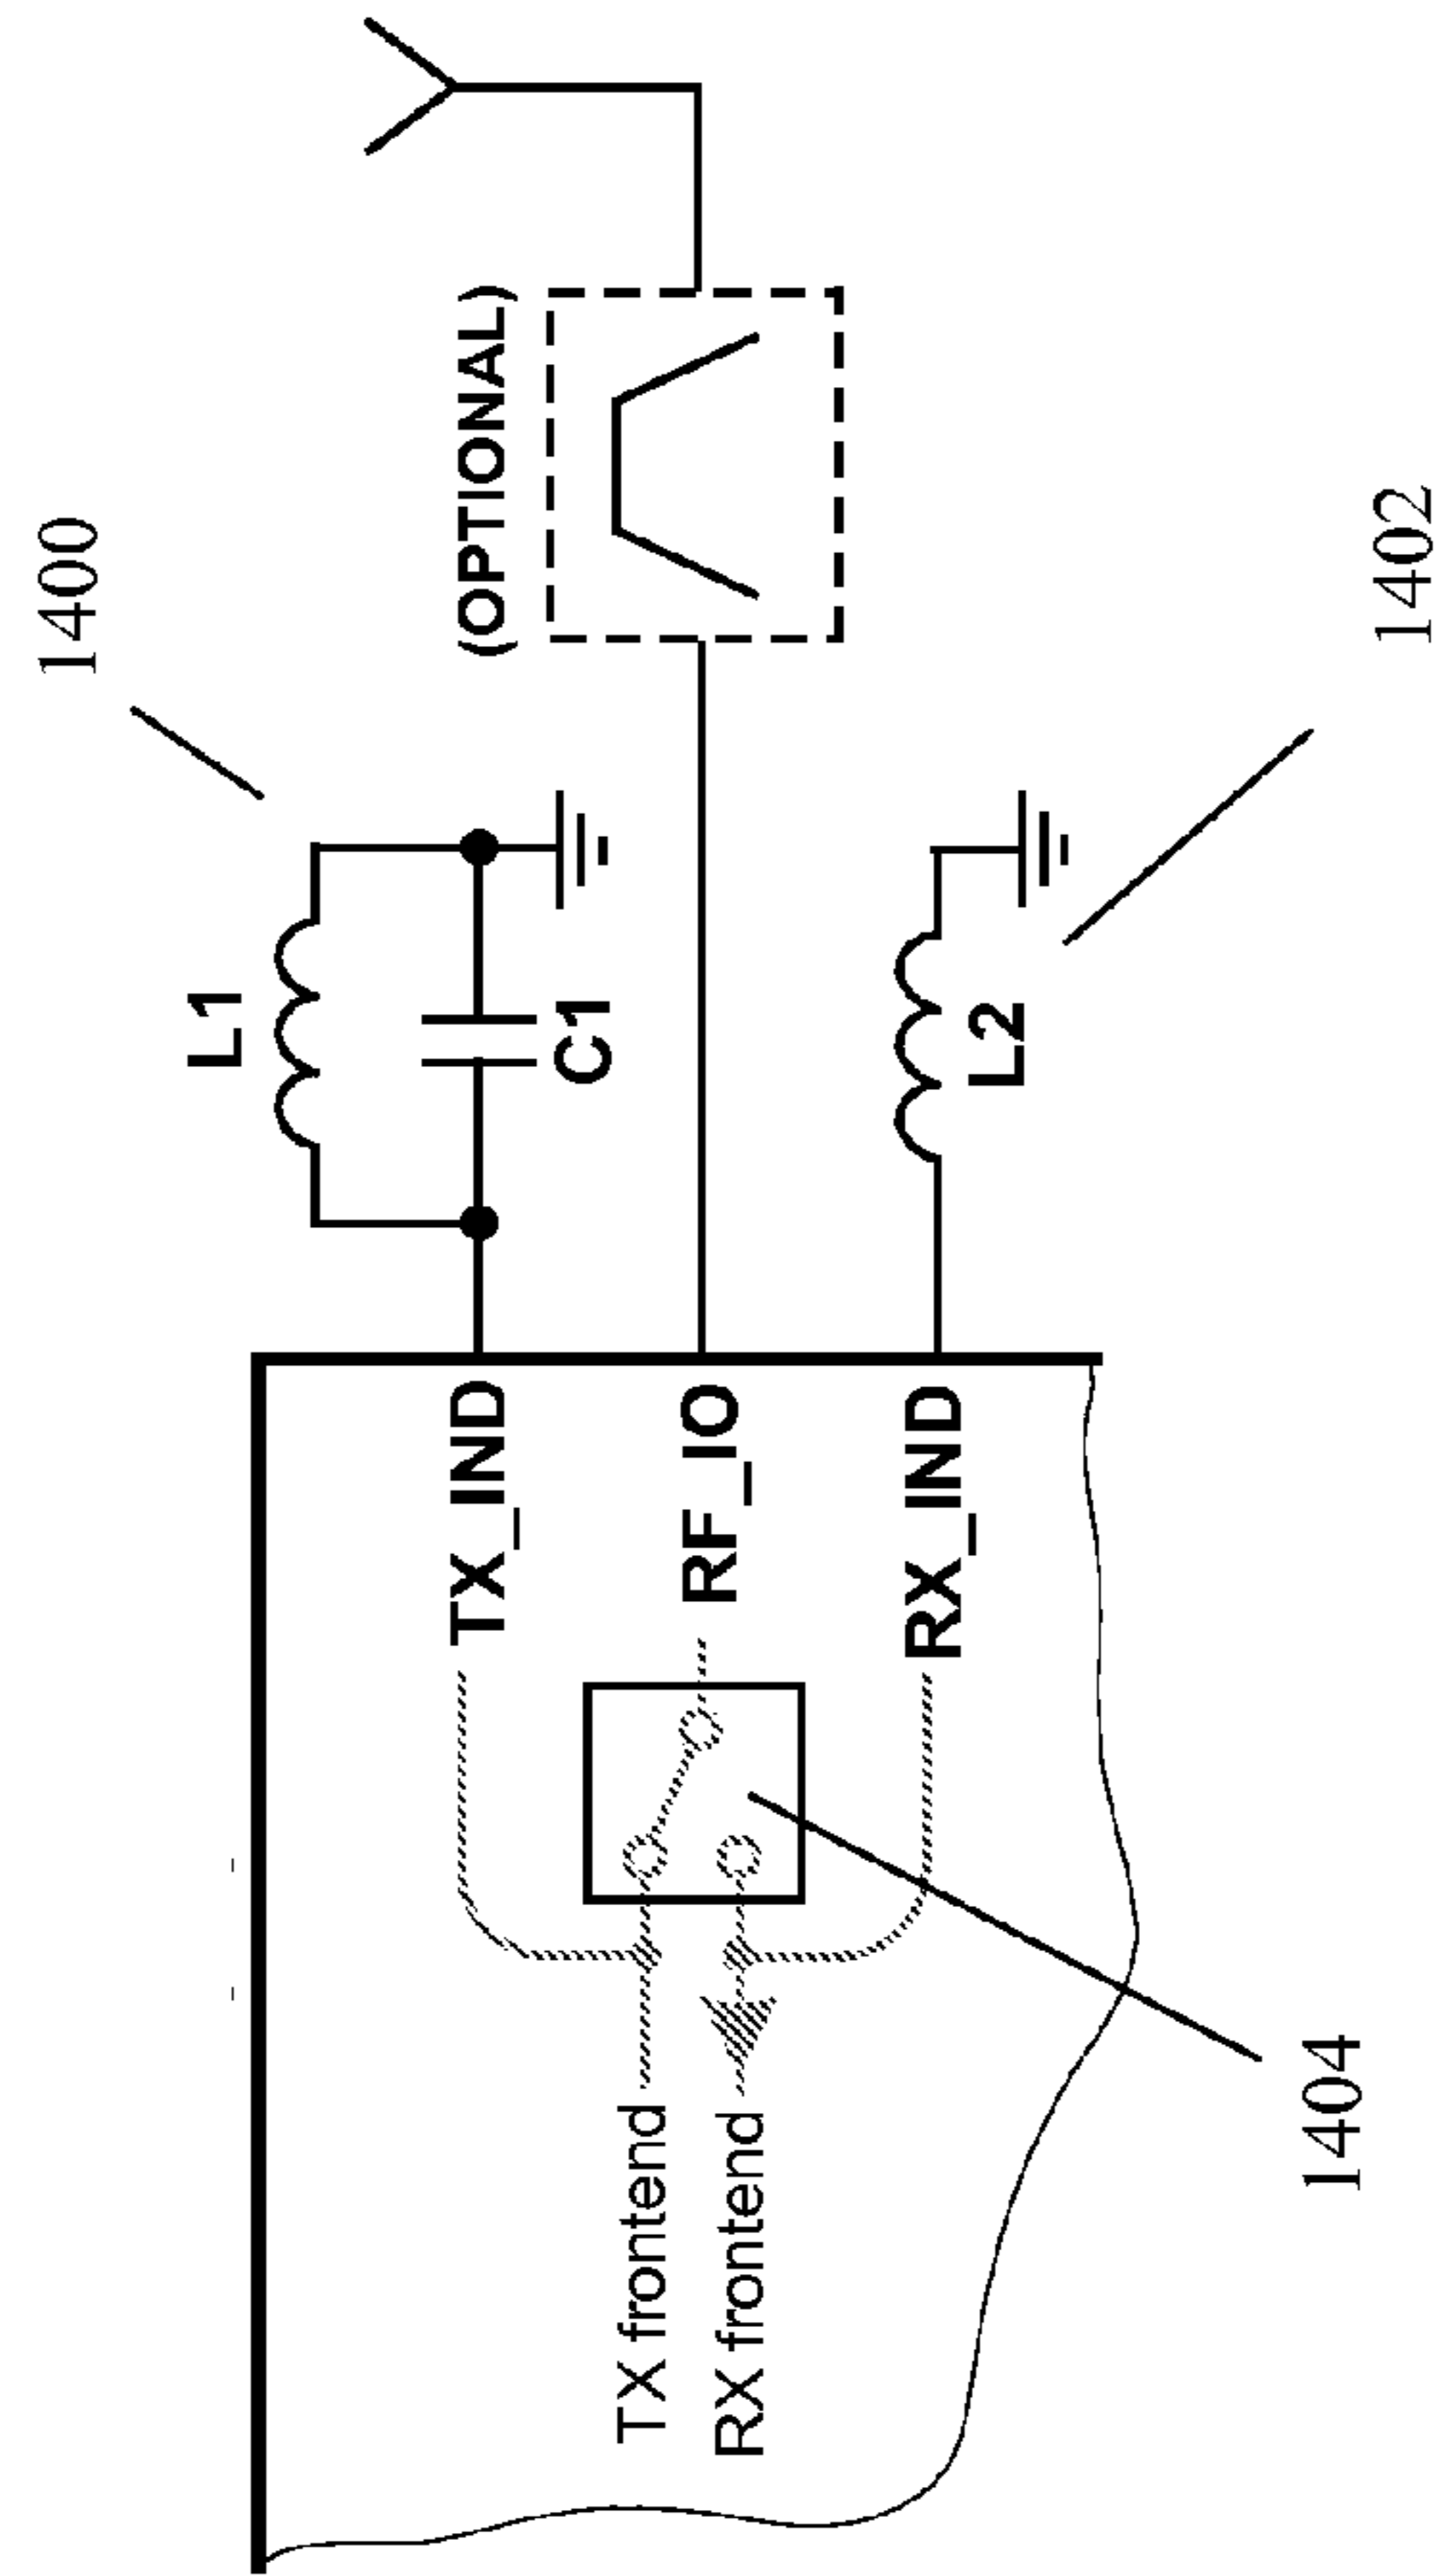 1400
L1
C1
(OPTIONAL)
TX_IND
RF_IO
RX_IND
L2
1402
TX frontend
RX frontend
1404